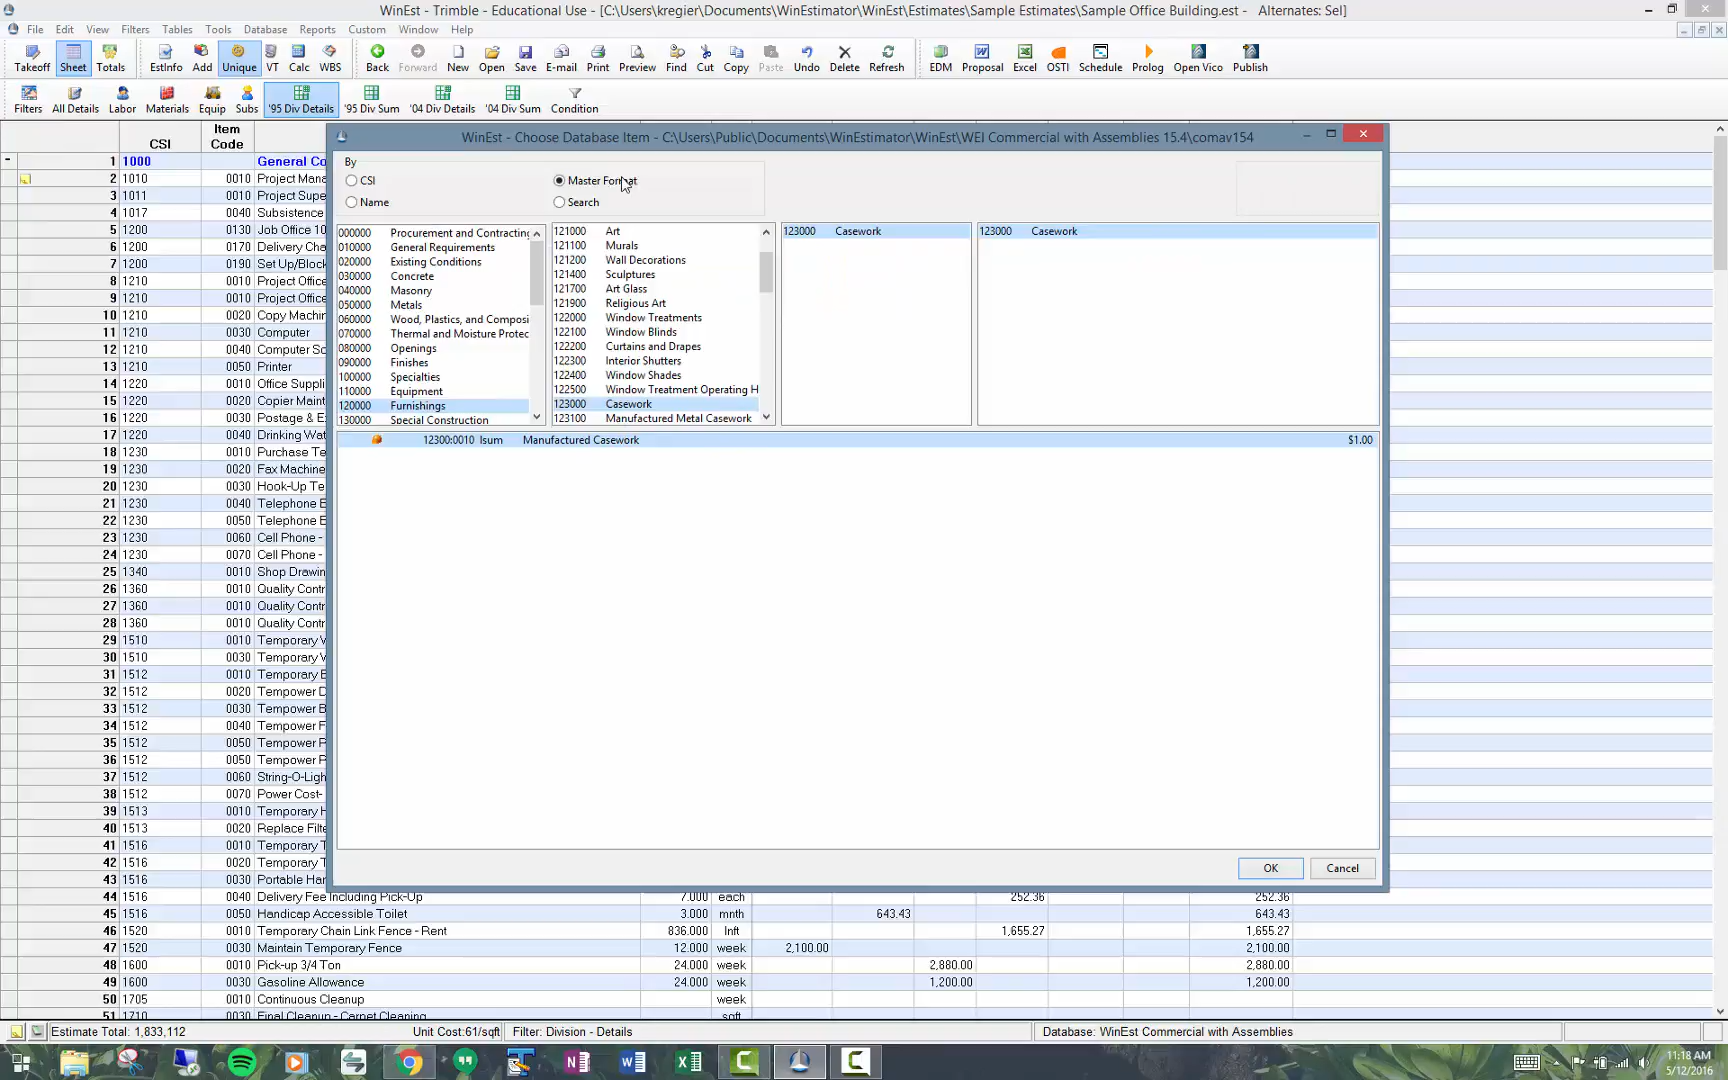 WinEst - Trimble - Educational Use - [C:\Users\kregier\Documents\WinEstimator\WinEst\Estimates\Sample Estimates\Sample Office Building.est - Alternates: Sel]
File Edit View Filters Tables Tools Database Reports Custom Window Help
Takeoff Sheet Totals EstInfo Add Unique VT Calc WBS Back Forward New Open Save E-mail Print Preview Find Cut Copy Paste Undo Delete Refresh EDM Proposal Excel OSTI Schedule Prolog Open Vico Publish
Filters All Details Labor Materials Equip Subs '95 Div Details '95 Div Sum '04 Div Details '04 Div Sum Condition
CSI Item Code
WinEst - Choose Database Item - C:\Users\Public\Documents\WinEstimator\WinEst\WEI Commercial with Assemblies 15.4\comav154
By
CSI Master Format
Name Search
000000 Procurement and Contracting
010000 General Requirements
020000 Existing Conditions
030000 Concrete
040000 Masonry
050000 Metals
060000 Wood, Plastics, and Composi
070000 Thermal and Moisture Protec
080000 Openings
090000 Finishes
100000 Specialties
110000 Equipment
120000 Furnishings
130000 Special Construction
121000 Art
121100 Murals
121200 Wall Decorations
121400 Sculptures
121700 Art Glass
121900 Religious Art
122000 Window Treatments
122100 Window Blinds
122200 Curtains and Drapes
122300 Interior Shutters
122400 Window Shades
122500 Window Treatment Operating H
123000 Casework
123100 Manufactured Metal Casework
123000 Casework
123000 Casework
12300:0010 lsum Manufactured Casework $1.00
OK Cancel
1 1000 General Co
2 1010 0010 Project Mana
3 1011 0010 Project Supe
4 1017 0040 Subsistence
5 1200 0130 Job Office 10
6 1200 0170 Delivery Cha
7 1200 0190 Set Up/Block
8 1210 0010 Project Office
9 1210 0010 Project Office
10 1210 0020 Copy Machin
11 1210 0030 Computer
12 1210 0040 Computer So
13 1210 0050 Printer
14 1220 0010 Office Suppli
15 1220 0020 Copier Maint
16 1220 0030 Postage & E
17 1220 0040 Drinking Wat
18 1230 0010 Purchase Te
19 1230 0020 Fax Machine
20 1230 0030 Hook-Up Te
21 1230 0040 Telephone E
22 1230 0050 Telephone E
23 1230 0060 Cell Phone -
24 1230 0070 Cell Phone -
25 1340 0010 Shop Drawin
26 1360 0010 Quality Contr
27 1360 0010 Quality Contr
28 1360 0010 Quality Contr
29 1510 0010 Temporary V
30 1510 0030 Temporary V
31 1512 0010 Temporary E
32 1512 0020 Tempower D
33 1512 0030 Tempower B
34 1512 0040 Tempower F
35 1512 0050 Tempower P
36 1512 0050 Tempower P
37 1512 0060 String-O-Ligh
38 1512 0070 Power Cost-
39 1513 0010 Temporary H
40 1513 0020 Replace Filte
41 1516 0010 Temporary T
42 1516 0020 Temporary T
43 1516 0030 Portable Han
44 1516 0040 Delivery Fee Including Pick-Up 7.000 each 252.36 252.36
45 1516 0050 Handicap Accessible Toilet 3.000 mnth 643.43 643.43
46 1520 0010 Temporary Chain Link Fence - Rent 836.000 lnft 1,655.27 1,655.27
47 1520 0030 Maintain Temporary Fence 12.000 week 2,100.00 2,100.00
48 1600 0010 Pick-up 3/4 Ton 24.000 week 2,880.00 2,880.00
49 1600 0030 Gasoline Allowance 24.000 week 1,200.00 1,200.00
50 1705 0010 Continuous Cleanup week
51 1710 0030 Final Cleanup - Carpet Cleaning sqft
Estimate Total: 1,833,112 Unit Cost:61/sqft Filter: Division - Details Database: WinEst Commercial with Assemblies
11:18 AM
5/12/2016